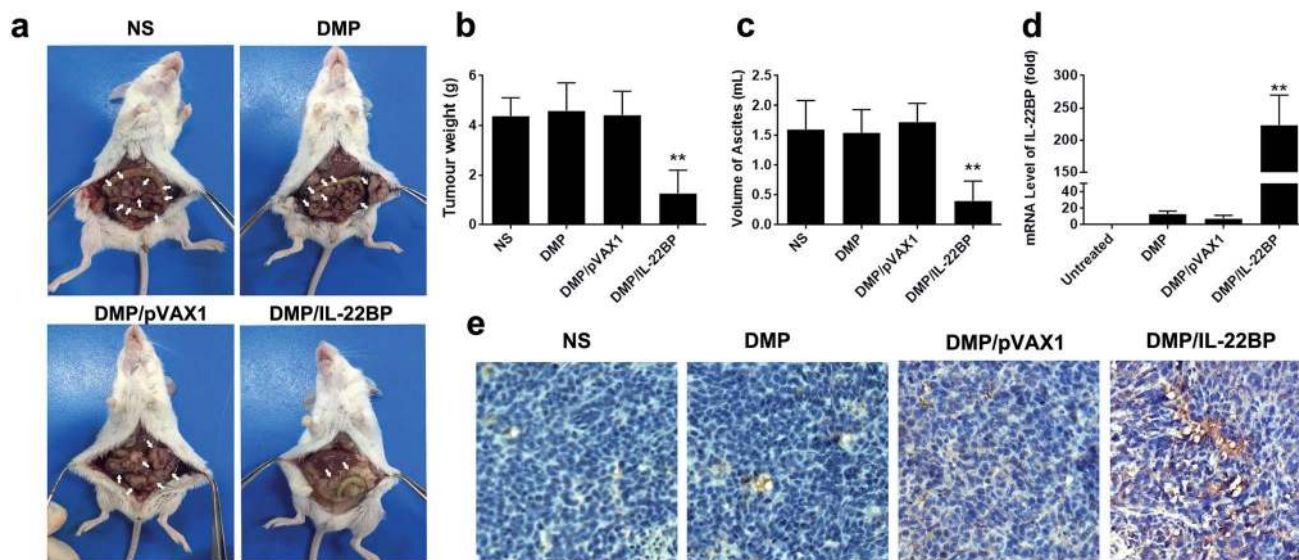 a
NS
DMP
DMP/pVAX1
DMP/IL-22BP
b
Tumour weight (g)
6
4
2
0
**
NS
DMP
DMP/pVAX1
DMP/IL-22BP
c
Volume of Ascites (mL)
2.5
2.0
1.5
1.0
0.5
0.0
**
NS
DMP
DMP/pVAX1
DMP/IL-22BP
d
mRNA Level of IL-22BP (fold)
300
250
200
150
20
10
0
**
Untreated
DMP
DMP/pVAX1
DMP/IL-22BP
e
NS
DMP
DMP/pVAX1
DMP/IL-22BP